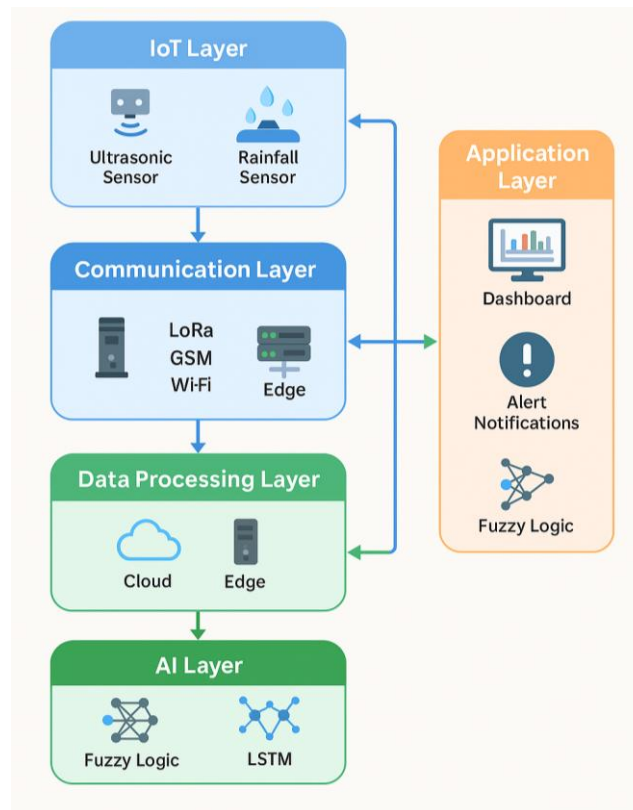 IoT Layer
Ultrasonic
Sensor
Rainfall
Sensor
Communication Layer
LoRa
GSM
Wi-Fi
Edge
Data Processing Layer
Cloud
Edge
AI Layer
Fuzzy Logic
LSTM
Application
Layer
Dashboard
Alert
Notifications
Fuzzy Logic